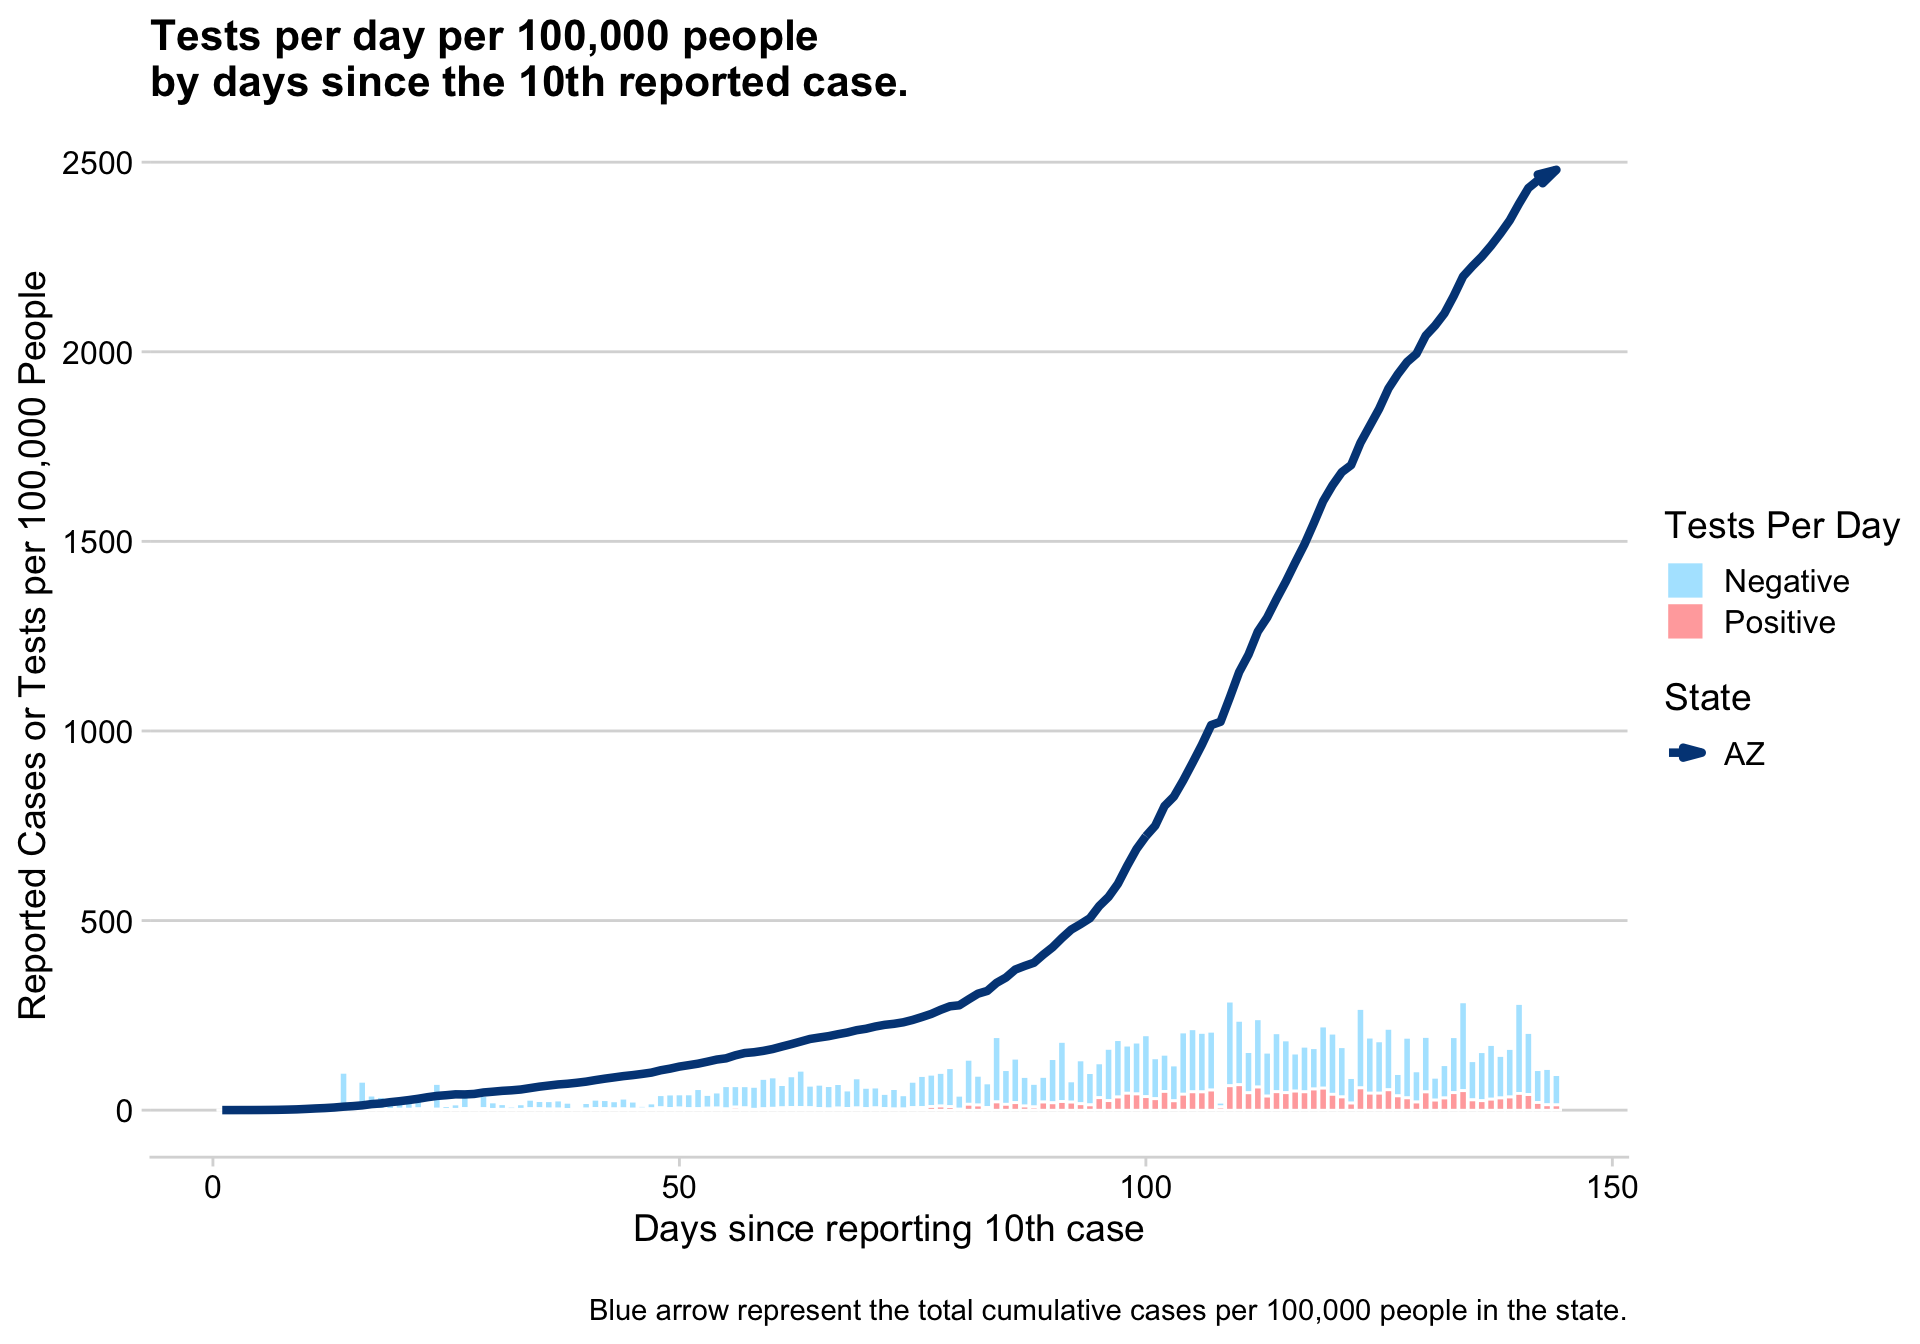 Tests per day per 100,000 people
by days since the 10th reported case.
Reported Cases or Tests per 100,000 People
2500
2000
1500
1000
500
0
0
50
100
150
Days since reporting 10th case
Tests Per Day
Negative
Positive
State
AZ
Blue arrow represent the total cumulative cases per 100,000 people in the state.